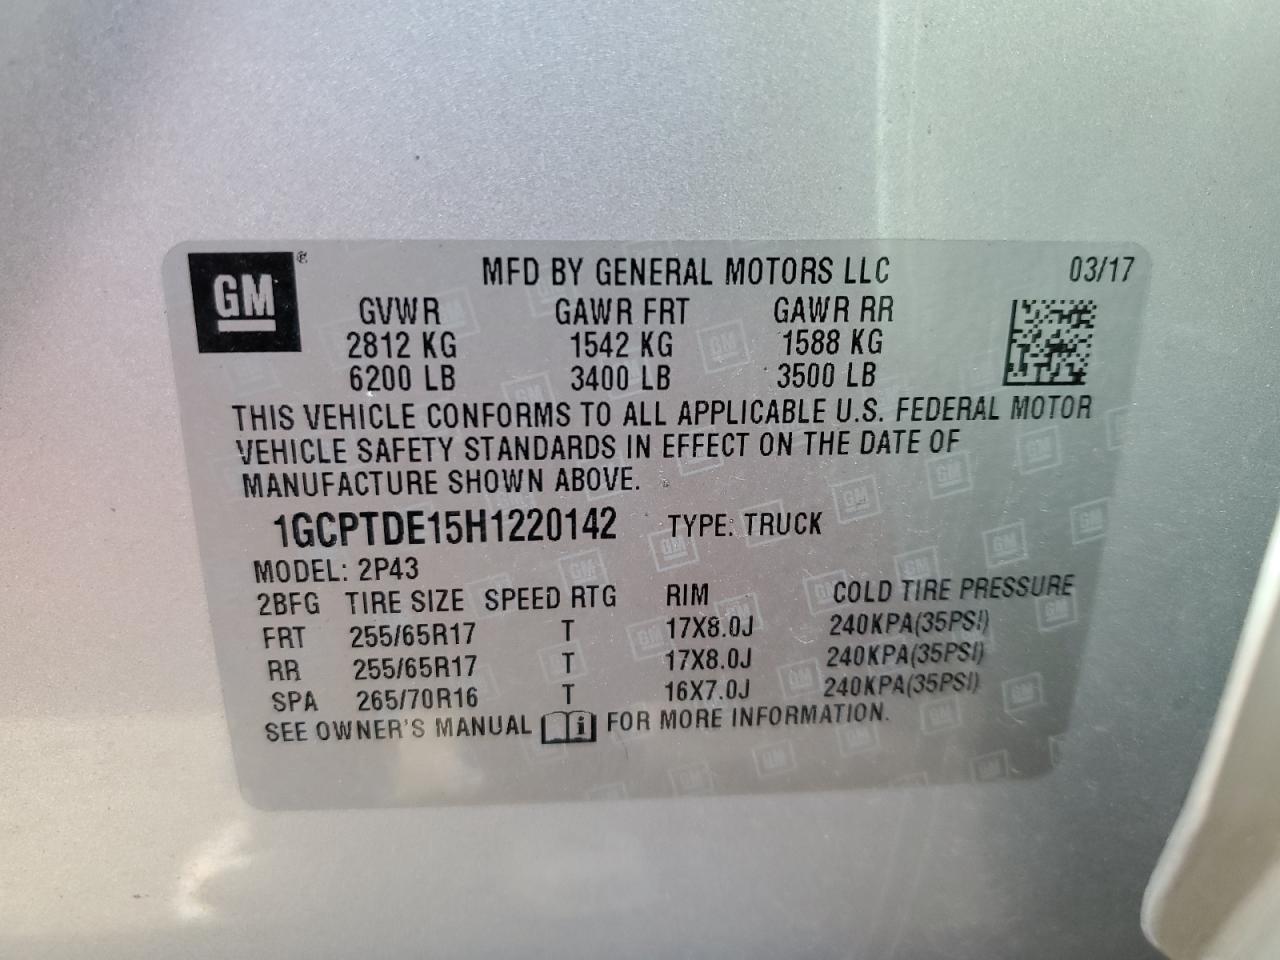 GM ® MFD BY GENERAL MOTORS LLC 03/17
GVWR GAWR FRT GAWR RR
2812 KG 1542 KG 1588 KG
6200 LB 3400 LB 3500 LB
THIS VEHICLE CONFORMS TO ALL APPLICABLE U.S. FEDERAL MOTOR
VEHICLE SAFETY STANDARDS IN EFFECT ON THE DATE OF
MANUFACTURE SHOWN ABOVE.
1GCPTDE15H1220142 TYPE: TRUCK
MODEL: 2P43
2BFG TIRE SIZE SPEED RTG RIM COLD TIRE PRESSURE
FRT 255/65R17 T 17X8.0J 240KPA(35PSI)
RR 255/65R17 T 17X8.0J 240KPA(35PSI)
SPA 265/70R16 T 16X7.0J 240KPA(35PSI)
SEE OWNER'S MANUAL i FOR MORE INFORMATION.